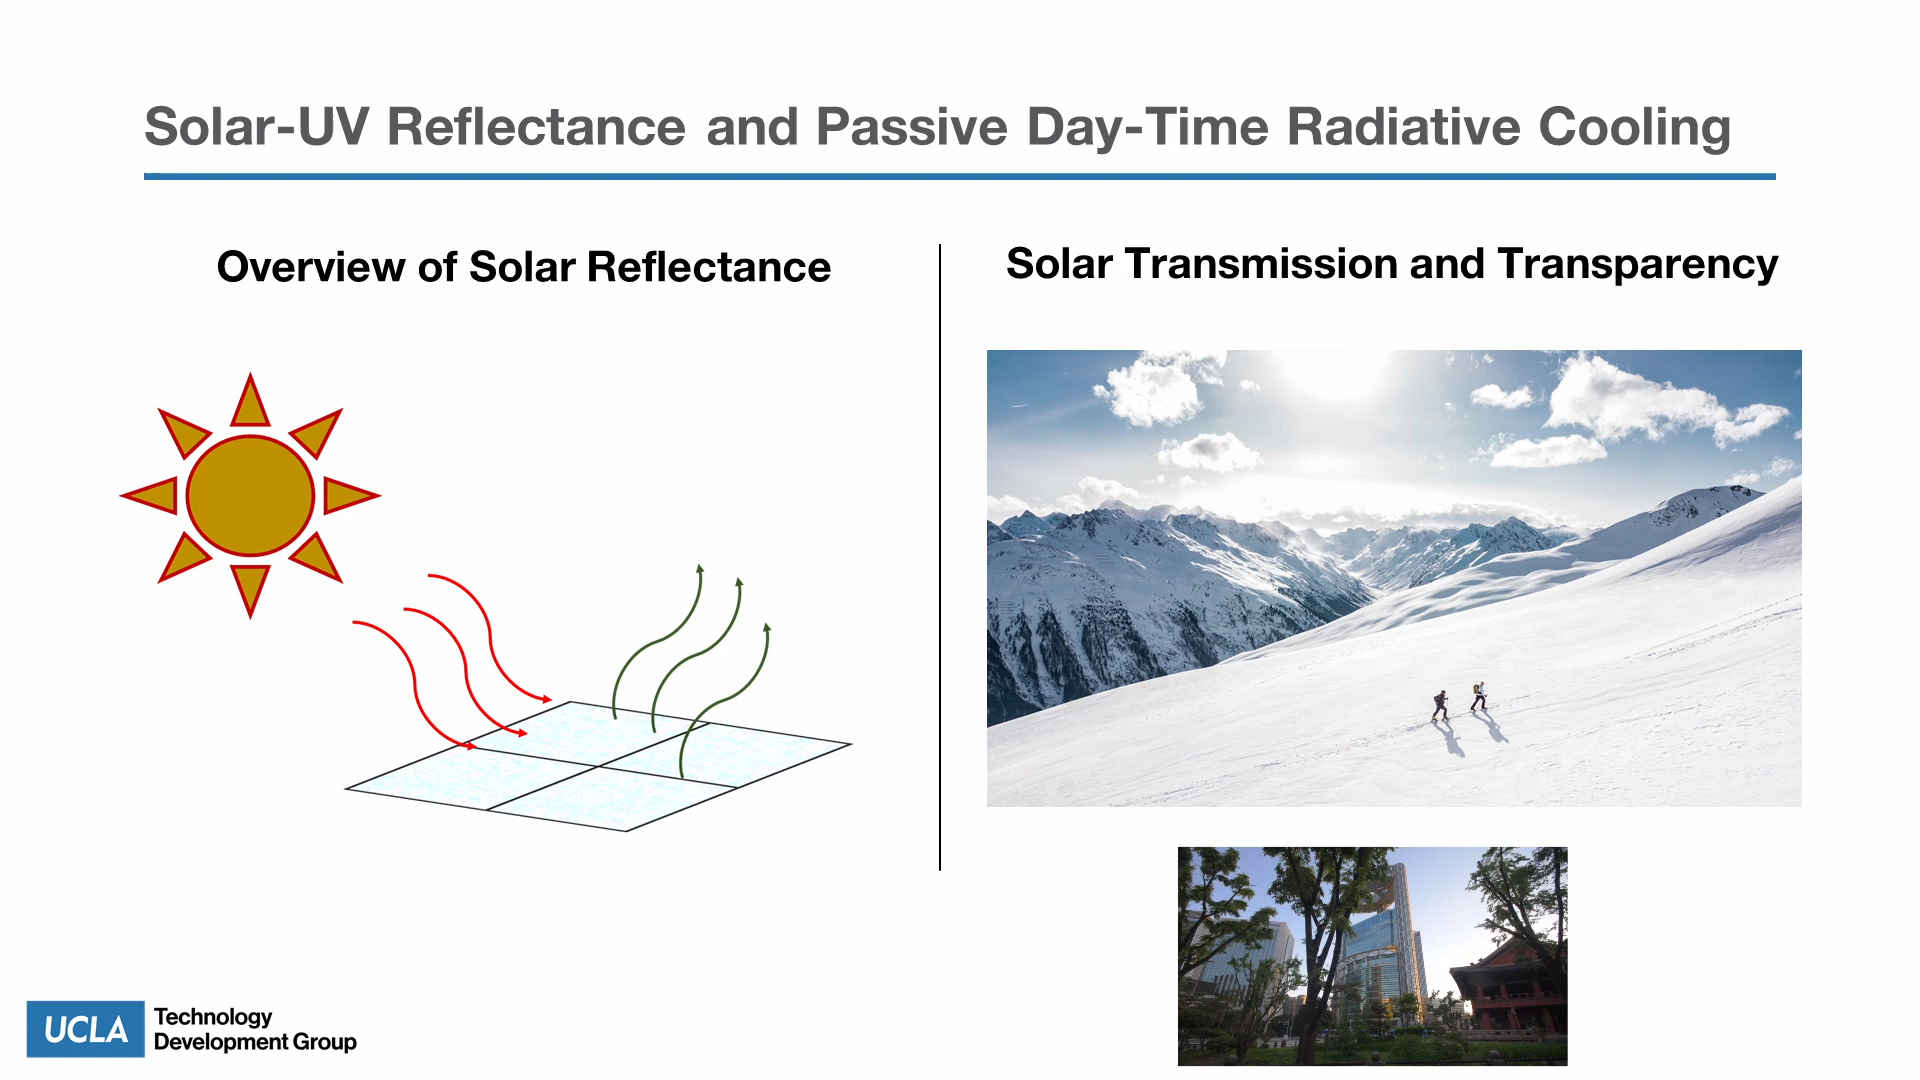 Solar-UV Reflectance and Passive Day-Time Radiative Cooling
Overview of Solar Reflectance
Solar Transmission and Transparency
UCLA
Technology
Development Group